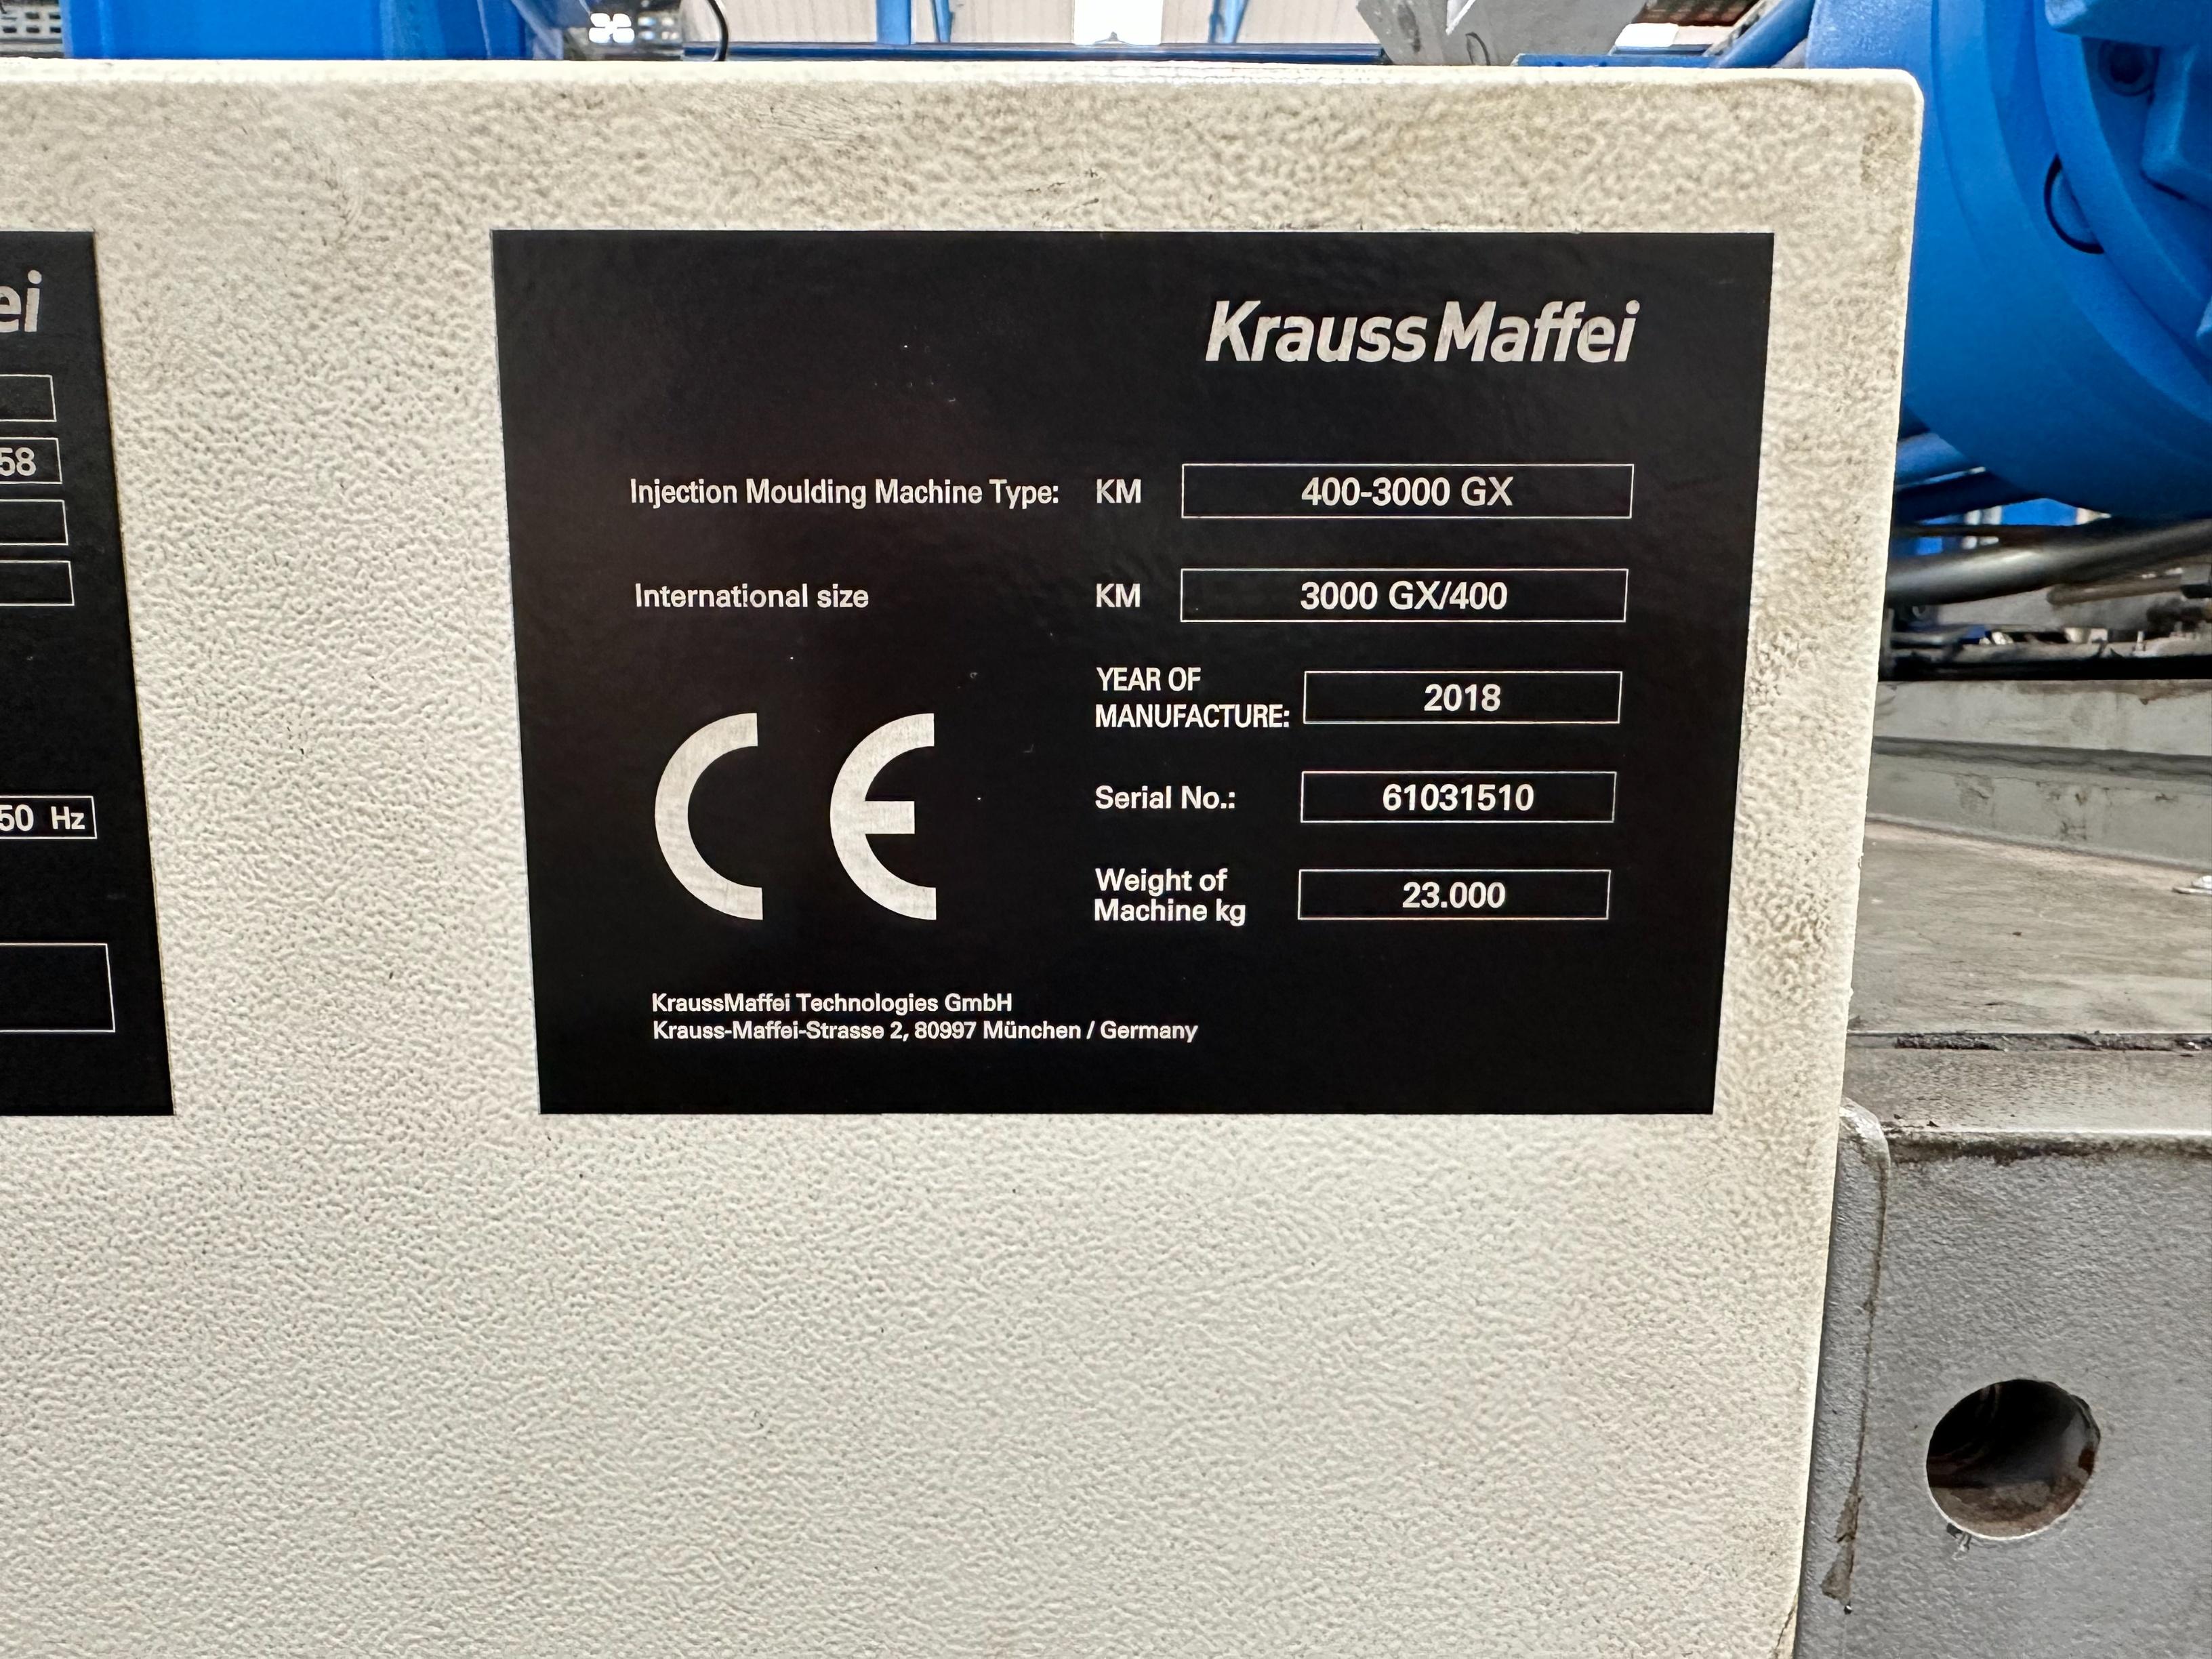 ei
58
50 Hz
KraussMaffei
Injection Moulding Machine Type: KM 400-3000 GX
International size KM 3000 GX/400
YEAR OF
MANUFACTURE: 2018
Serial No.: 61031510
Weight of
Machine kg 23.000
CE
KraussMaffei Technologies GmbH
Krauss-Maffei-Strasse 2, 80997 München / Germany